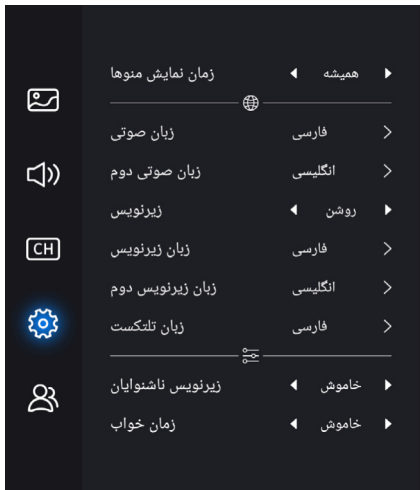 زمان نمایش منوها همیشه
زبان صوتی فارسی
زبان صوتی دوم انگلیسی
زیرنویس روشن
زبان زیرنویس فارسی
زبان زیرنویس دوم انگلیسی
زبان تلتکست فارسی
زیرنویس ناشنوایان خاموش
زمان خواب خاموش
CH